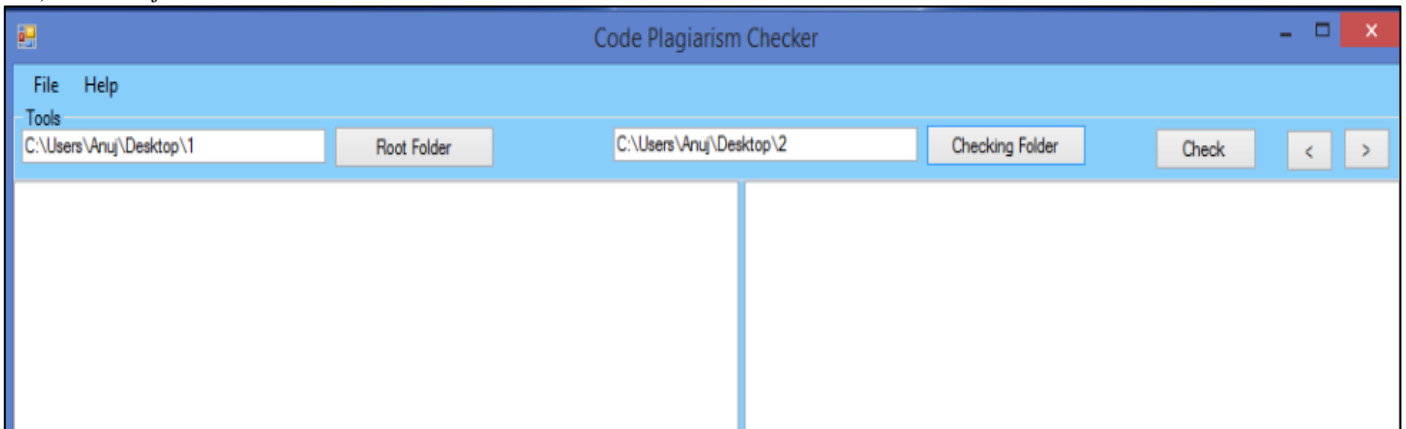 Code Plagiarism Checker
File Help
Tools
C:\Users\Anuj\Desktop\1 Root Folder C:\Users\Anuj\Desktop\2 Checking Folder Check < >